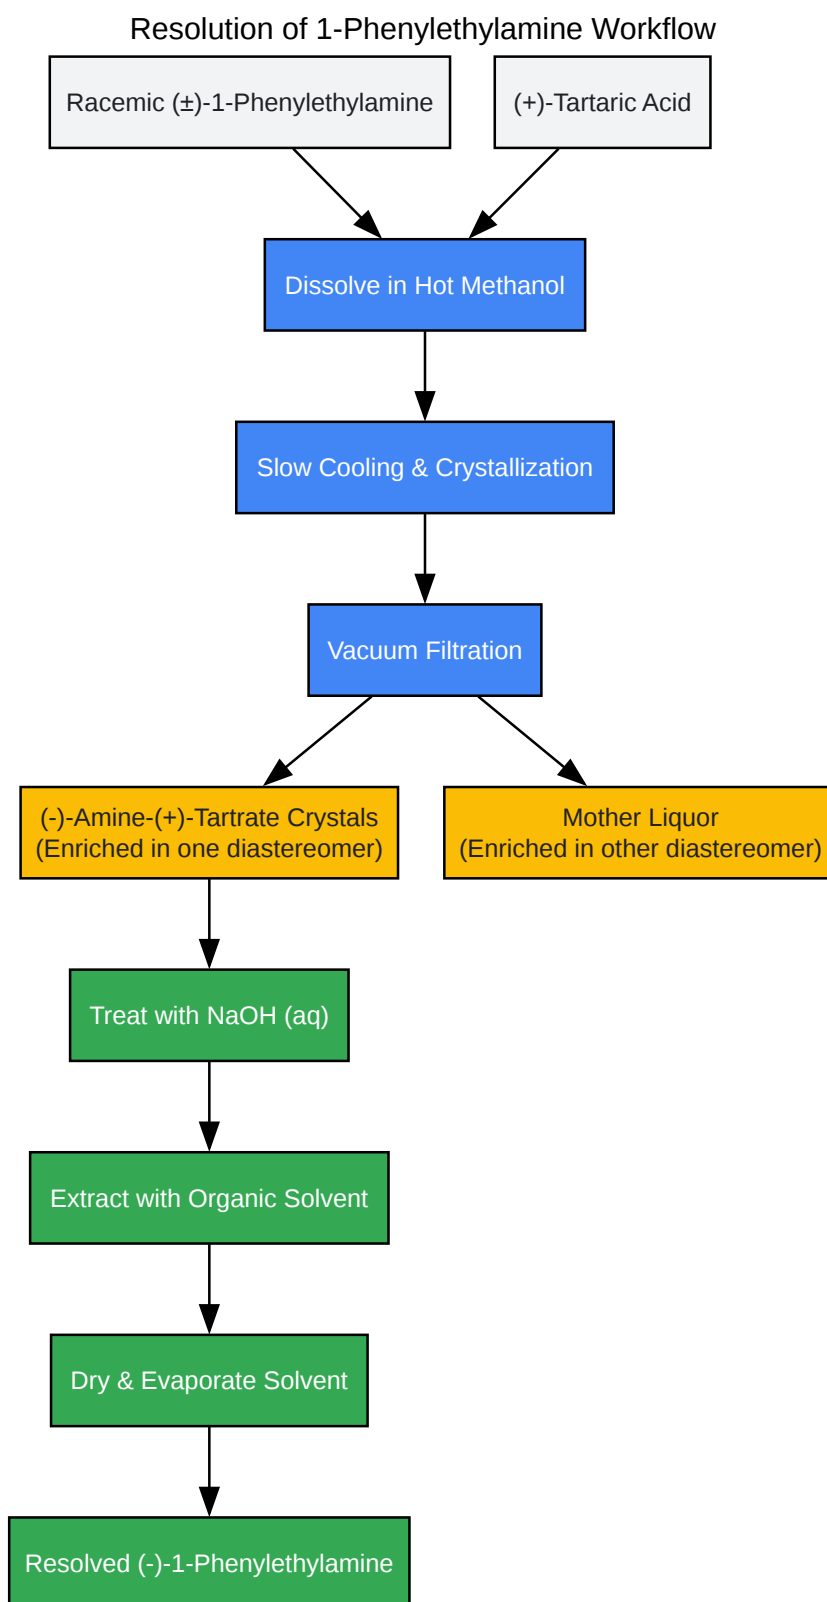 Resolution of 1-Phenylethylamine Workflow
Racemic (±)-1-Phenylethylamine
(+)-Tartaric Acid
Dissolve in Hot Methanol
Slow Cooling & Crystallization
Vacuum Filtration
(-)-Amine-(+)-Tartrate Crystals
(Enriched in one diastereomer)
Mother Liquor
(Enriched in other diastereomer)
Treat with NaOH (aq)
Extract with Organic Solvent
Dry & Evaporate Solvent
Resolved (-)-1-Phenylethylamine